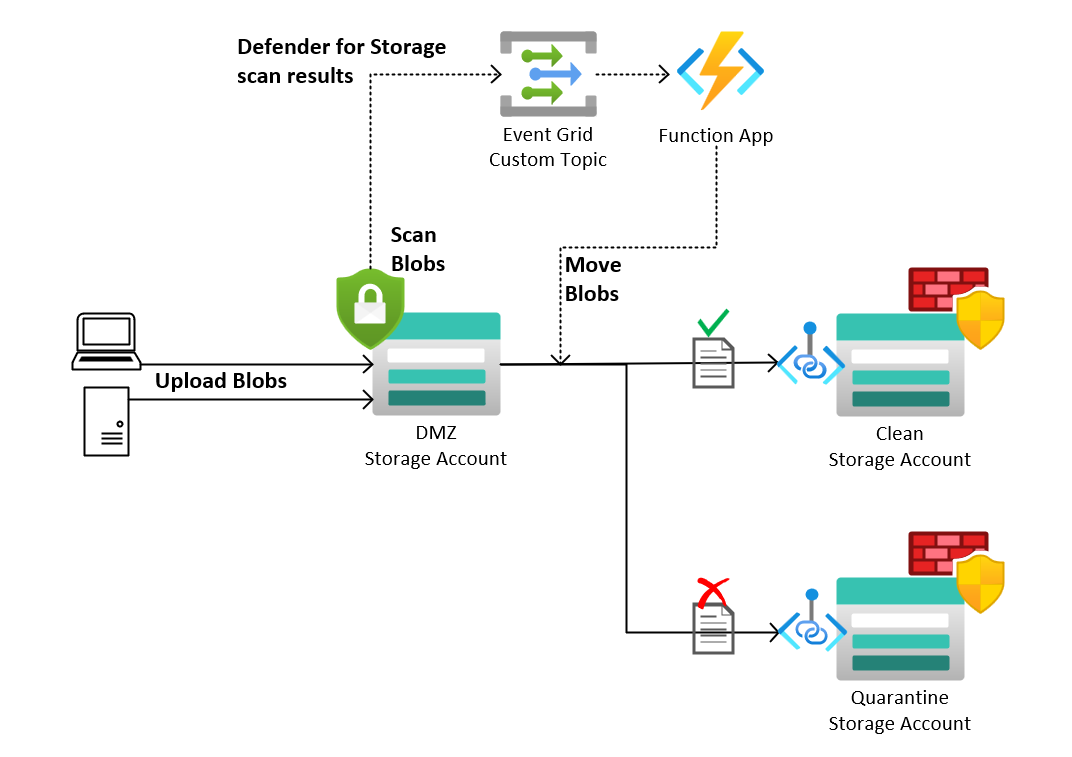 Defender for Storage
scan results
Event Grid
Custom Topic
Function App
Scan
Blobs
Move
Blobs
Upload Blobs
DMZ
Storage Account
Clean
Storage Account
Quarantine
Storage Account